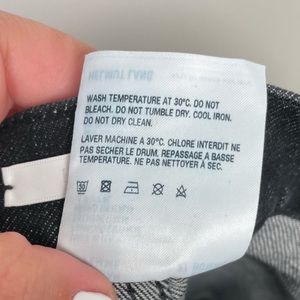 WASH TEMPERATURE AT 30°C. DO NOT
BLEACH. DO NOT TUMBLE DRY. COOL IRON.
DO NOT DRY CLEAN.
LAVER MACHINE A 30°C. CHLORE INTERDIT NE
PAS SECHER LE DRUM. REPASSAGE A BASSE
TEMPERATURE. NE PAS NETTOYER À SEC.
30